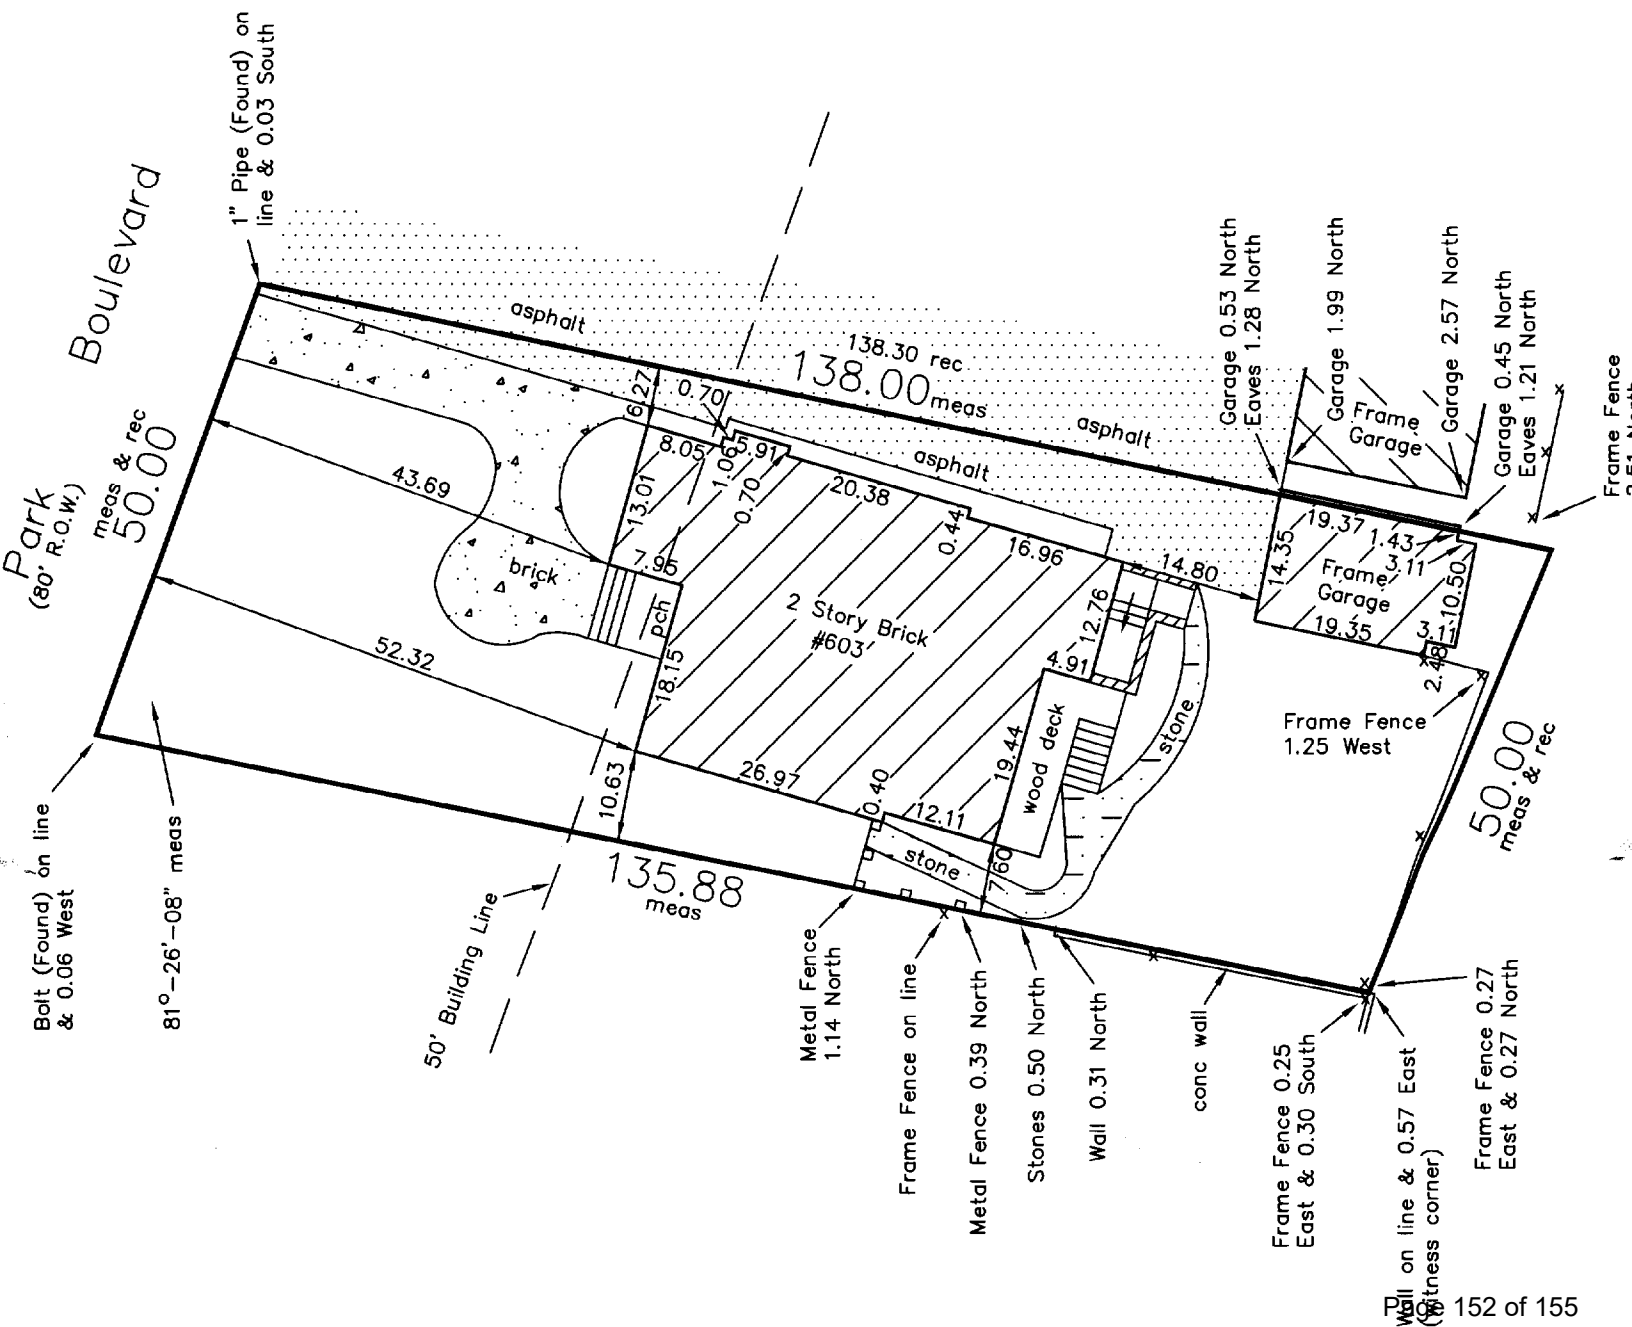 1" Pipe (Found) on
line & 0.03 South
Boulevard
Park
(80' R.O.W.)
meas & rec
50.00
asphalt
138.30 rec
138.00 meas
asphalt
asphalt
6.27
0.70
8.05
1.06
5.91
0.70
20.38
0.44
16.96
14.80
13.01
7.95
43.69
52.32
brick
pch
18.15
2 Story Brick
#603
12.76
4.91
19.44
wood deck
stone
26.97
0.40
12.11
stone
7.60
10.63
135.88
meas
50' Building Line
Garage 0.53 North
Eaves 1.28 North
Garage 1.99 North
Frame
Garage
Garage 2.57 North
Garage 0.45 North
Eaves 1.21 North
Frame Fence
19.37
1.43
3.11
14.35
Frame
Garage
10.50
19.35
3.11
2.48
Frame Fence
1.25 West
50.00
meas & rec
Bolt (Found) on line
& 0.06 West
81°-26'-08" meas
Metal Fence
1.14 North
Frame Fence on line
Metal Fence 0.39 North
Stones 0.50 North
Wall 0.31 North
conc wall
Frame Fence 0.25
East & 0.30 South
Wall on line & 0.57 East
(witness corner)
Frame Fence 0.27
East & 0.27 North
Page 152 of 155